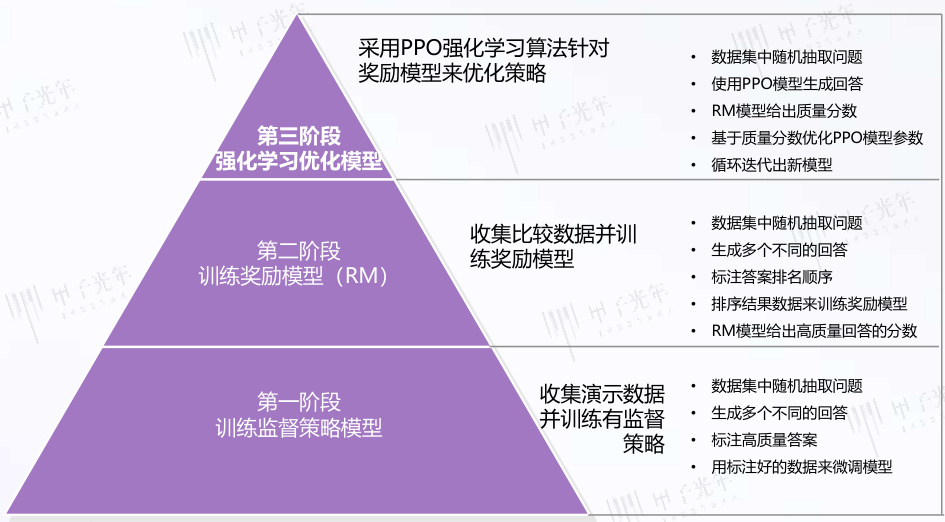 采用PPO强化学习算法针对
奖励模型来优化策略
• 数据集中随机抽取问题
• 使用PPO模型生成回答
• RM模型给出质量分数
• 基于质量分数优化PPO模型参数
• 循环迭代出新模型
第三阶段
强化学习优化模型
收集比较数据并训
练奖励模型
• 数据集中随机抽取问题
• 生成多个不同的回答
• 标注答案排名顺序
• 排序结果数据来训练奖励模型
• RM模型给出高质量回答的分数
第二阶段
训练奖励模型（RM）
收集演示数据
并训练有监督
策略
• 数据集中随机抽取问题
• 生成多个不同的回答
• 标注高质量答案
• 用标注好的数据来微调模型
第一阶段
训练监督策略模型